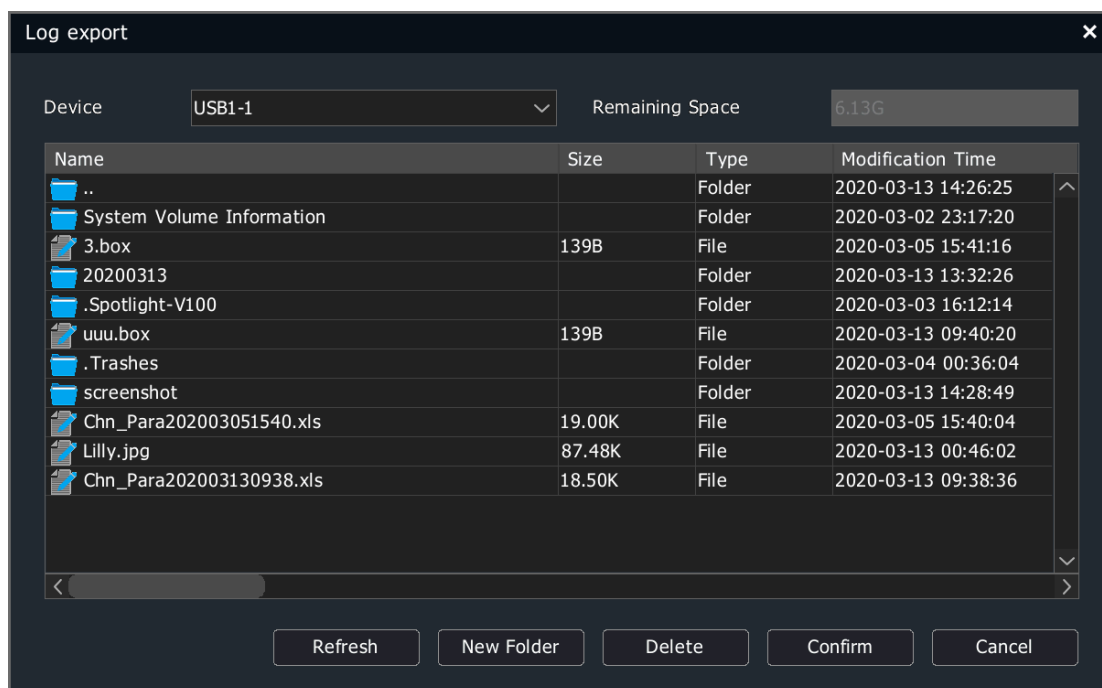 Log export
Device USB1-1 Remaining Space 6.13G
Name Size Type Modification Time
.. Folder 2020-03-13 14:26:25
System Volume Information Folder 2020-03-02 23:17:20
3.box 139B File 2020-03-05 15:41:16
20200313 Folder 2020-03-13 13:32:26
.Spotlight-V100 Folder 2020-03-03 16:12:14
uuu.box 139B File 2020-03-13 09:40:20
.Trashes Folder 2020-03-04 00:36:04
screenshot Folder 2020-03-13 14:28:49
Chn_Para202003051540.xls 19.00K File 2020-03-05 15:40:04
Lilly.jpg 87.48K File 2020-03-13 00:46:02
Chn_Para202003130938.xls 18.50K File 2020-03-13 09:38:36
Refresh New Folder Delete Confirm Cancel